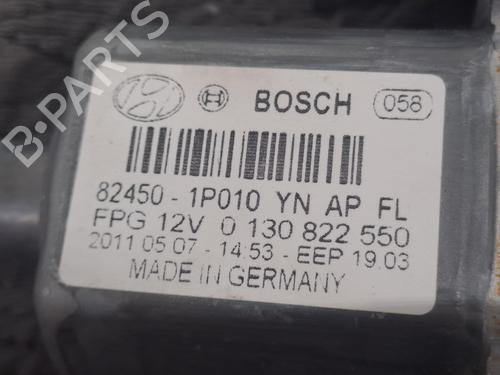 B-PARTS
BOSCH 058
82450 - 1P010 YN AP FL
FPG 12V 0 130 822 550
2011 05 07 - 14:53 - EEP 19.03
MADE IN GERMANY